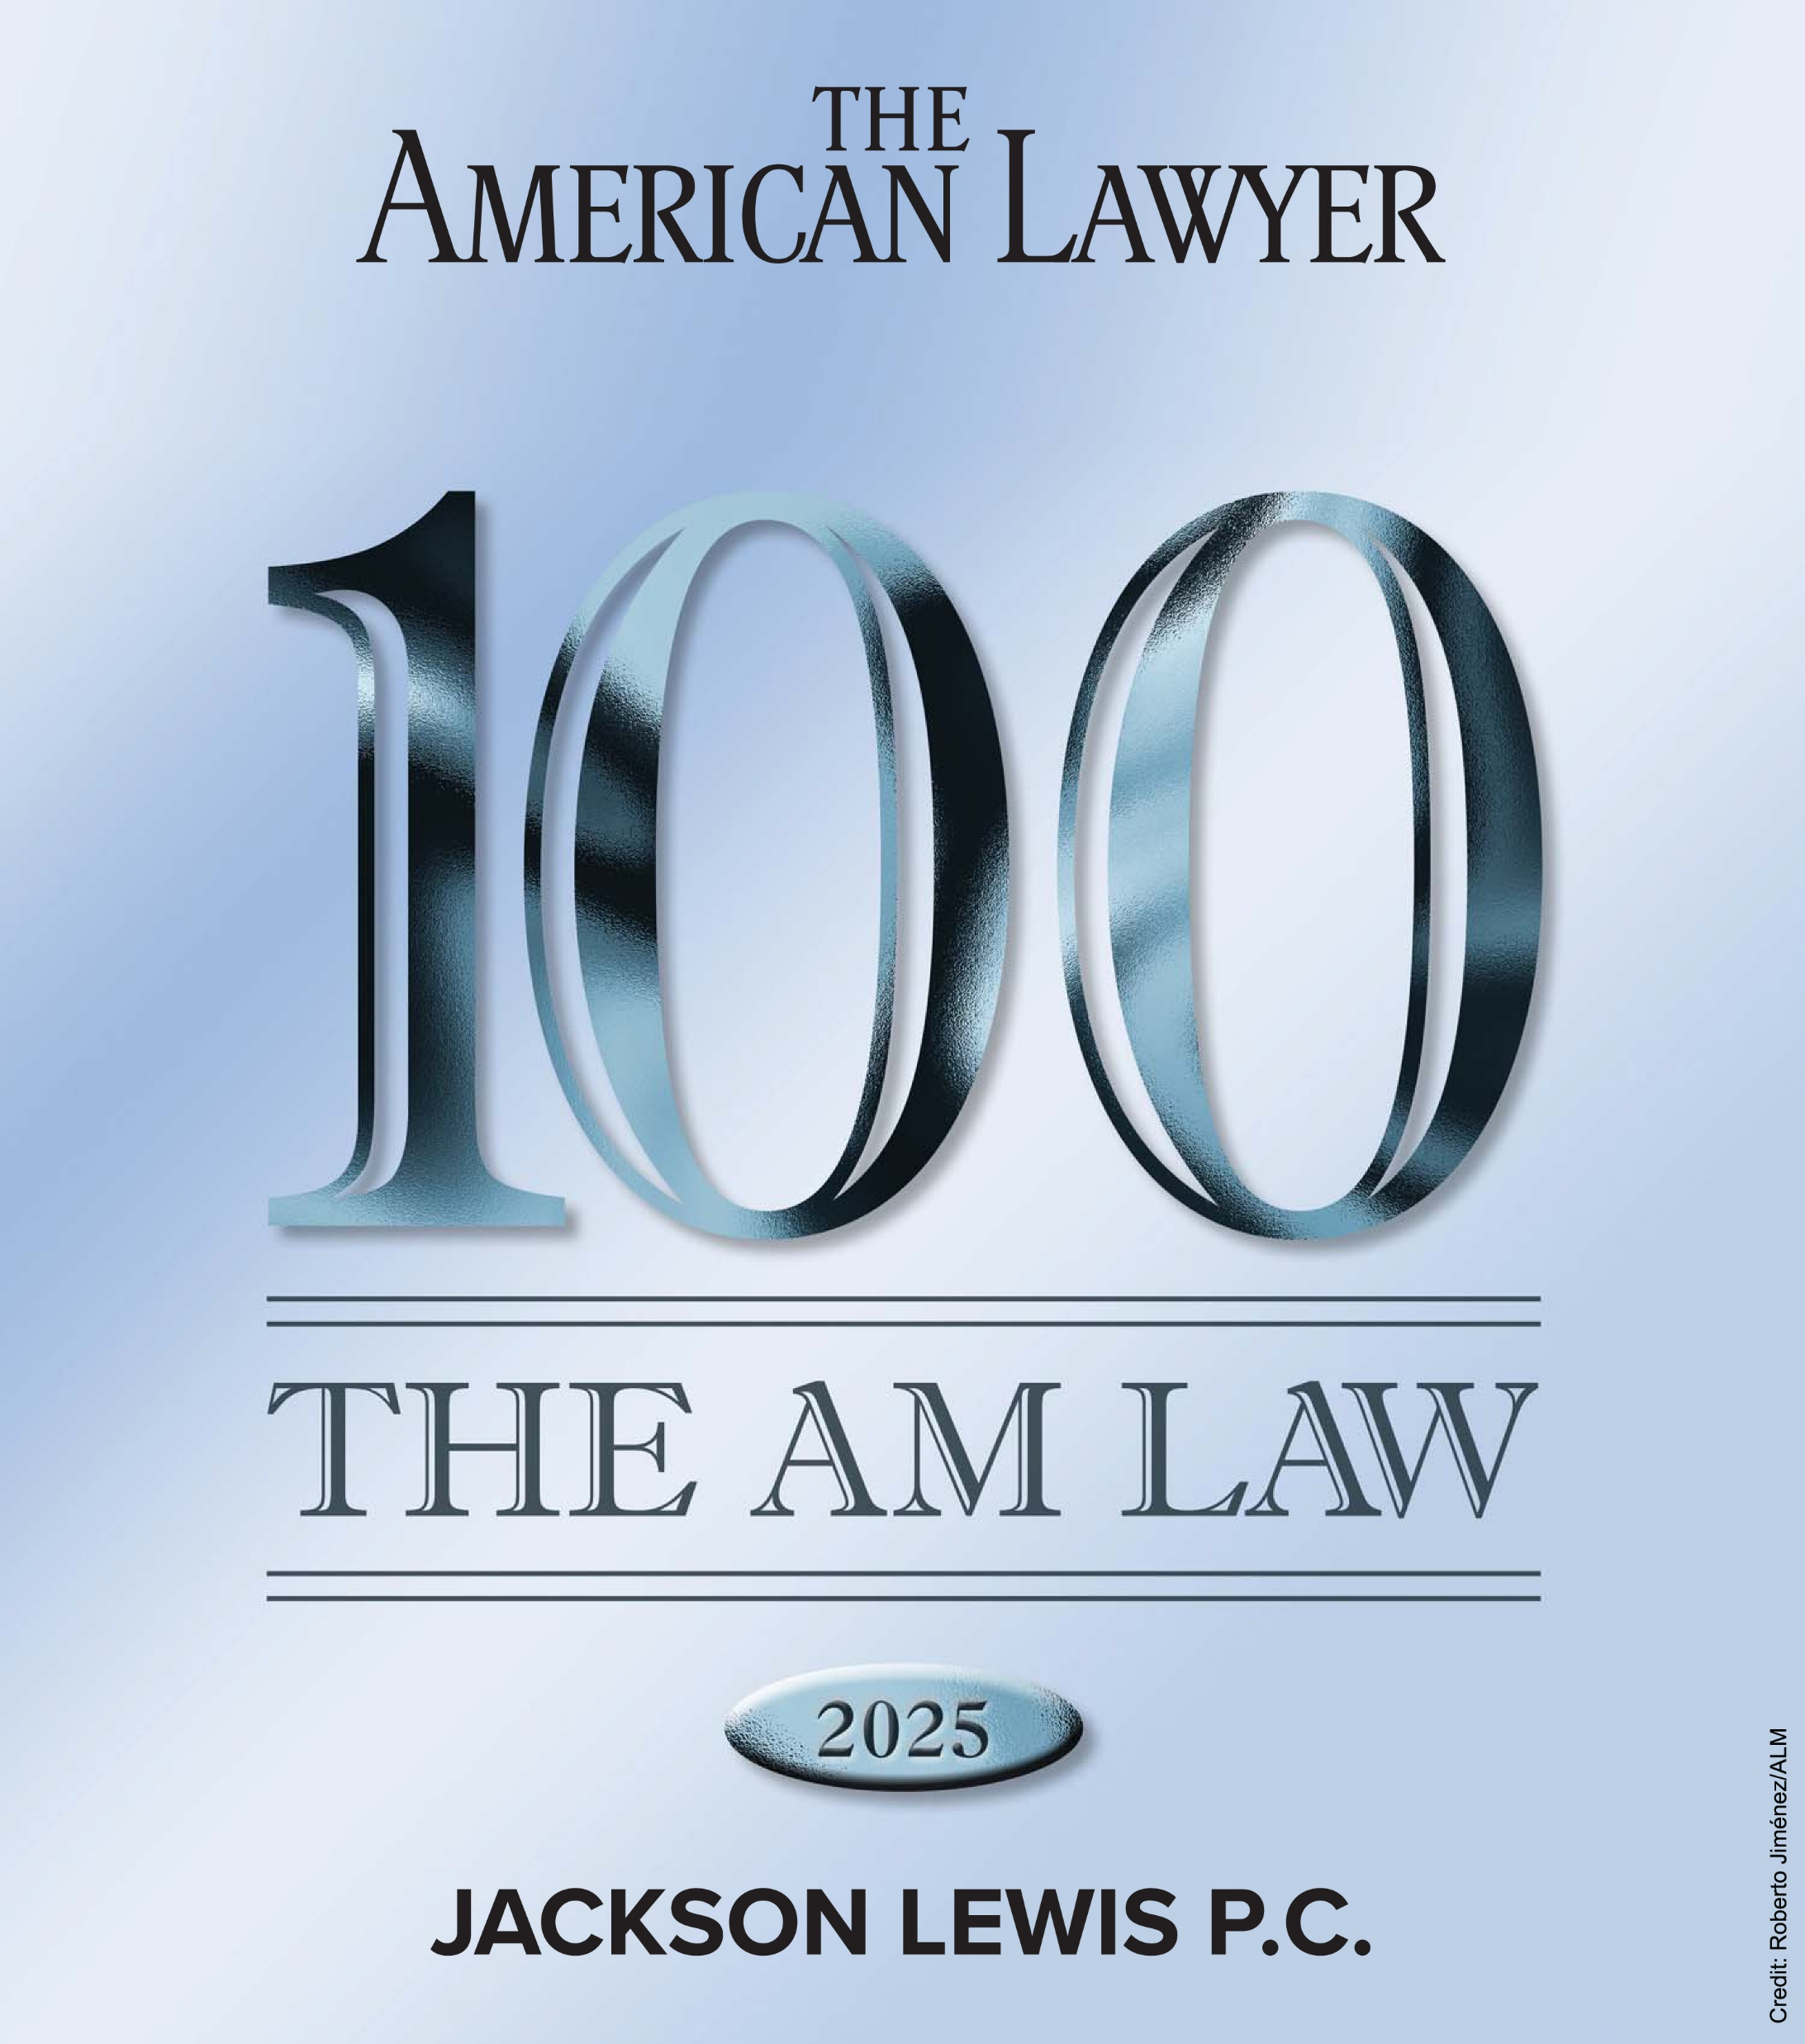 THE
AMERICAN LAWYER
100
THE AM LAW
2025
JACKSON LEWIS P.C.
Credit: Roberto Jiménez/ALM